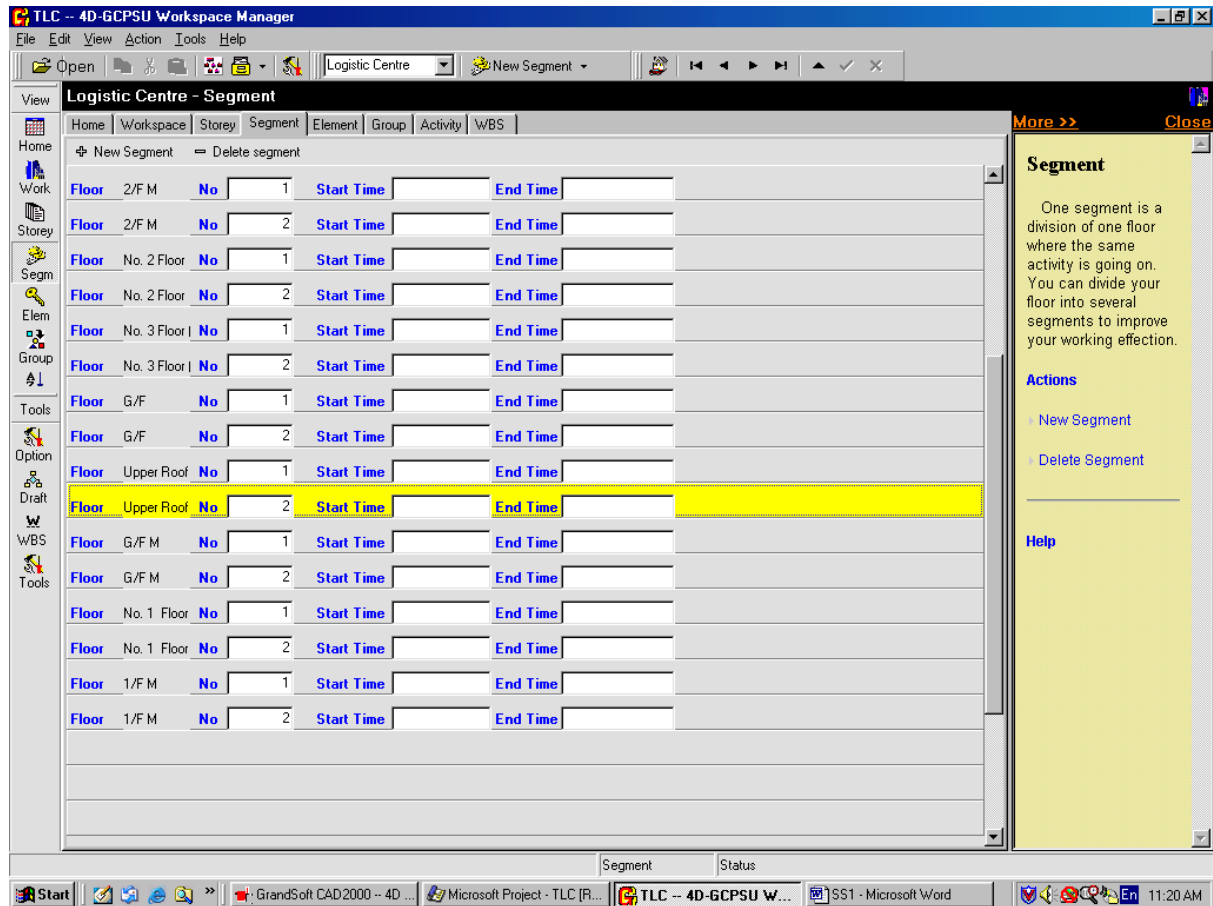 TLC -- 4D-GCPSU Workspace Manager
File Edit View Action Tools Help
Open Logistic Centre New Segment
View
Logistic Centre - Segment
Home Workspace Storey Segment Element Group Activity WBS
More >> Close
New Segment Delete segment
Home
Work
Storey
Segm
Elem
Group
Tools
Option
Draft
W
WBS
Tools
Floor 2/F M No 1 Start Time End Time
Floor 2/F M No 2 Start Time End Time
Floor No. 2 Floor No 1 Start Time End Time
Floor No. 2 Floor No 2 Start Time End Time
Floor No. 3 Floor No 1 Start Time End Time
Floor No. 3 Floor No 2 Start Time End Time
Floor G/F No 1 Start Time End Time
Floor G/F No 2 Start Time End Time
Floor Upper Roof No 1 Start Time End Time
Floor Upper Roof No 2 Start Time End Time
Floor G/F M No 1 Start Time End Time
Floor G/F M No 2 Start Time End Time
Floor No. 1 Floor No 1 Start Time End Time
Floor No. 1 Floor No 2 Start Time End Time
Floor 1/F M No 1 Start Time End Time
Floor 1/F M No 2 Start Time End Time
Segment
One segment is a
division of one floor
where the same
activity is going on.
You can divide your
floor into several
segments to improve
your working effection.
Actions
New Segment
Delete Segment
Help
Segment Status
Start » GrandSoft CAD2000 -- 4D ... Microsoft Project - TLC [R... TLC -- 4D-GCPSU W... SS1 - Microsoft Word En 11:20 AM